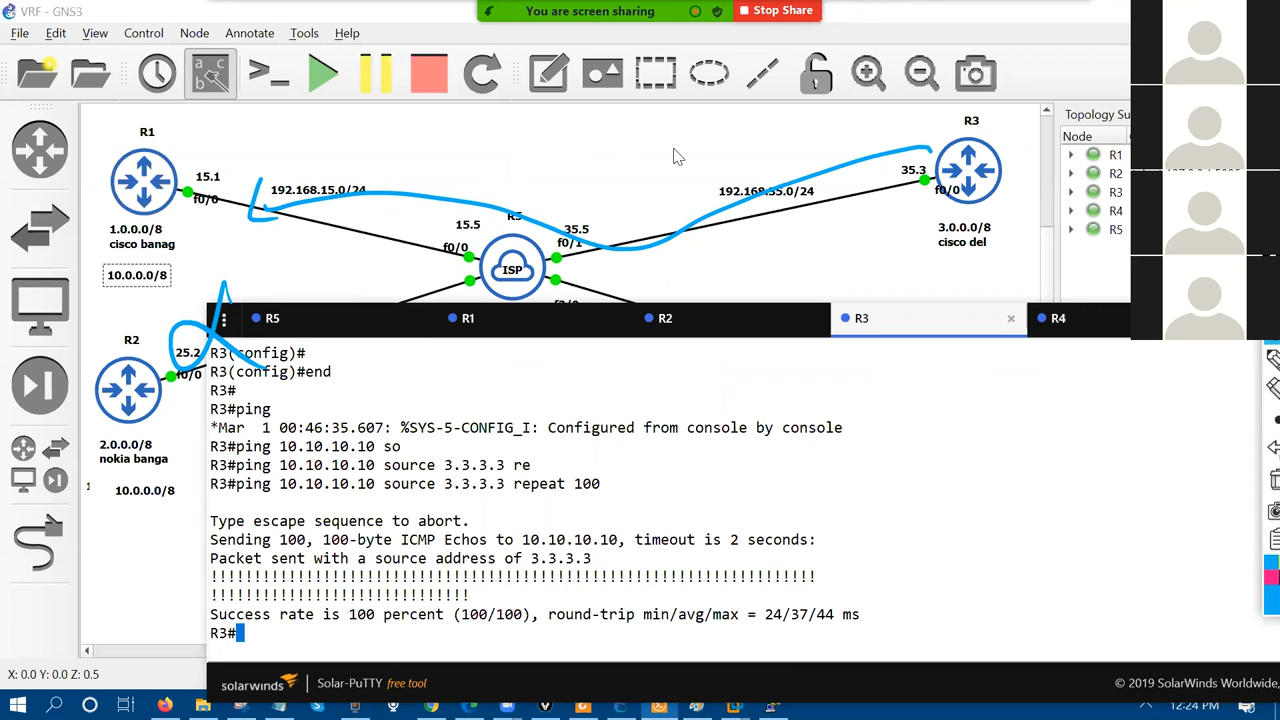 VRF - GNS3
You are screen sharing
Stop Share
File Edit View Control Node Annotate Tools Help
Topology Su
Node
R1
R2
R3
R4
R5
R1
15.1
f0/0
192.168.15.0/24
1.0.0.0/8
cisco banag
10.0.0.0/8
15.5
f0/0
ISP
35.5
f0/1
R3
35.3
f0/0
192.168.35.0/24
3.0.0.0/8
cisco del
R2
25.2
f0/0
2.0.0.0/8
nokia banga
10.0.0.0/8
R5 R1 R2 R3 × R4
R3(config)#
R3(config)#end
R3#
R3#ping
*Mar  1 00:46:35.607: %SYS-5-CONFIG_I: Configured from console by console
R3#ping 10.10.10.10 so
R3#ping 10.10.10.10 source 3.3.3.3 re
R3#ping 10.10.10.10 source 3.3.3.3 repeat 100
Type escape sequence to abort.
Sending 100, 100-byte ICMP Echos to 10.10.10.10, timeout is 2 seconds:
Packet sent with a source address of 3.3.3.3
!!!!!!!!!!!!!!!!!!!!!!!!!!!!!!!!!!!!!!!!!!!!!!!!!!!!!!!!!!!!!!!!!!!!!!
!!!!!!!!!!!!!!!!!!!!!!!!!!!!!!
Success rate is 100 percent (100/100), round-trip min/avg/max = 24/37/44 ms
R3#
X: 0.0 Y: 0.0 Z: 0.5
solarwinds Solar-PuTTY free tool
© 2019 SolarWinds Worldwide,
12:24 PM